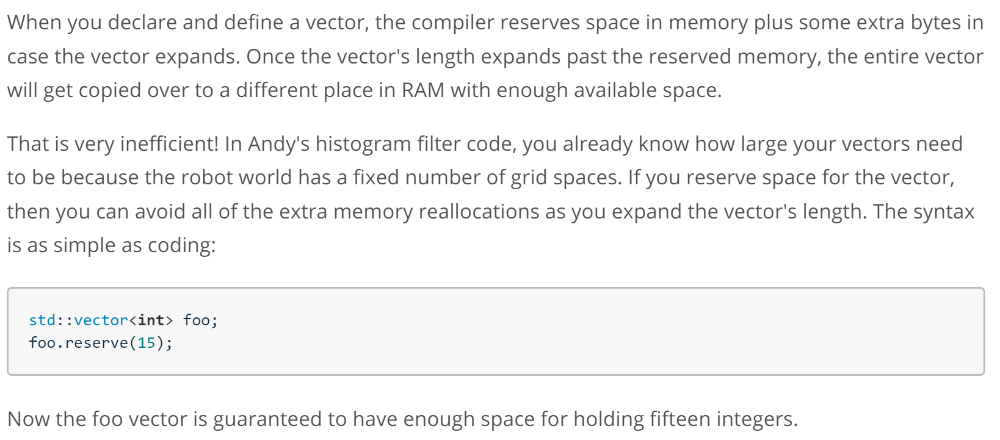 When you declare and define a vector, the compiler reserves space in memory plus some extra bytes in
case the vector expands. Once the vector's length expands past the reserved memory, the entire vector
will get copied over to a different place in RAM with enough available space.
That is very inefficient! In Andy's histogram filter code, you already know how large your vectors need
to be because the robot world has a fixed number of grid spaces. If you reserve space for the vector,
then you can avoid all of the extra memory reallocations as you expand the vector's length. The syntax
is as simple as coding:
std::vector<int> foo;
foo.reserve(15);
Now the foo vector is guaranteed to have enough space for holding fifteen integers.